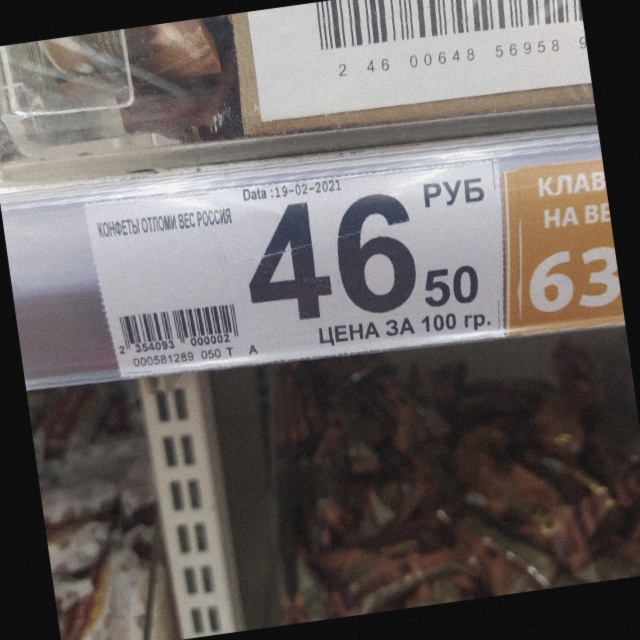 2 46 00648 56958 9
Data :19-02-2021
КОНФЕТЫ ОТЛОМИ ВЕС РОССИЯ
46 50
РУБ
ЦЕНА ЗА 100 гр.
2 354093 000002
000581289 050 Т А
КЛАВ
НА ВЕ
63